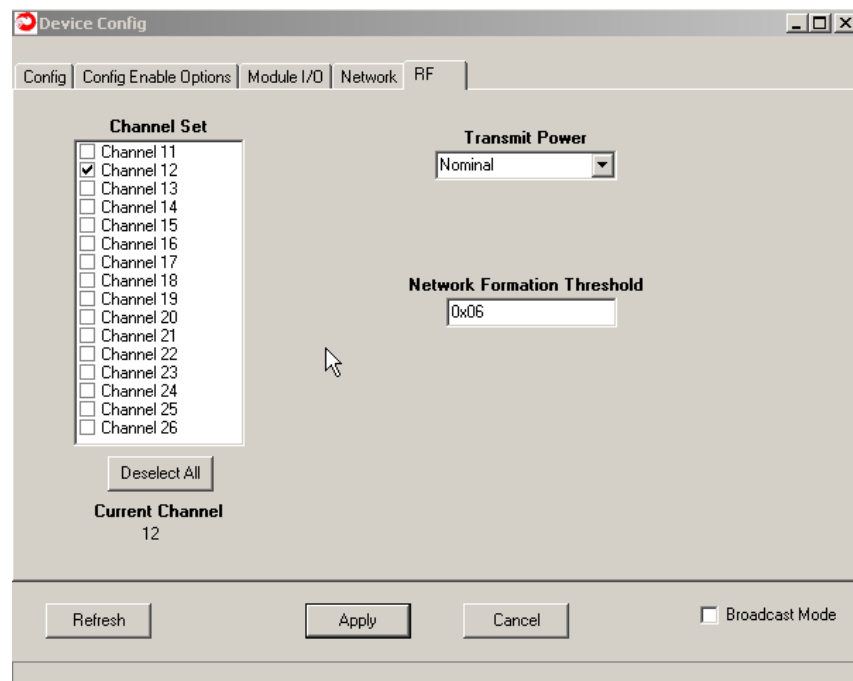 Device Config
Config Config Enable Options Module I/O Network RF
Channel Set
Channel 11
Channel 12
Channel 13
Channel 14
Channel 15
Channel 16
Channel 17
Channel 18
Channel 19
Channel 20
Channel 21
Channel 22
Channel 23
Channel 24
Channel 25
Channel 26
Deselect All
Current Channel
12
Transmit Power
Nominal
Network Formation Threshold
0x06
Refresh Apply Cancel Broadcast Mode